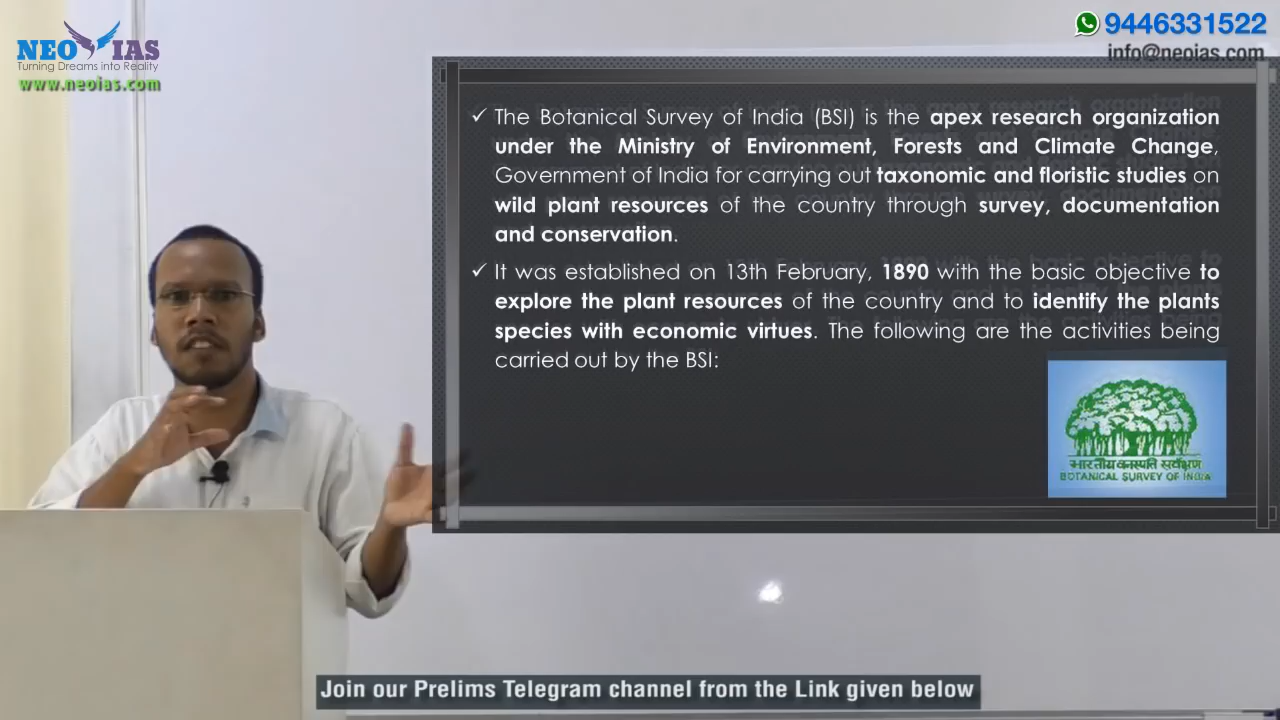 NEO IAS
Turning Dreams into Reality
www.neoias.com
9446331522
info@neoias.com
✓ The Botanical Survey of India (BSI) is the apex research organization
under the Ministry of Environment, Forests and Climate Change,
Government of India for carrying out taxonomic and floristic studies on
wild plant resources of the country through survey, documentation
and conservation.
✓ It was established on 13th February, 1890 with the basic objective to
explore the plant resources of the country and to identify the plants
species with economic virtues. The following are the activities being
carried out by the BSI:
भारतीय वनस्पति सर्वेक्षण
BOTANICAL SURVEY OF INDIA
Join our Prelims Telegram channel from the Link given below